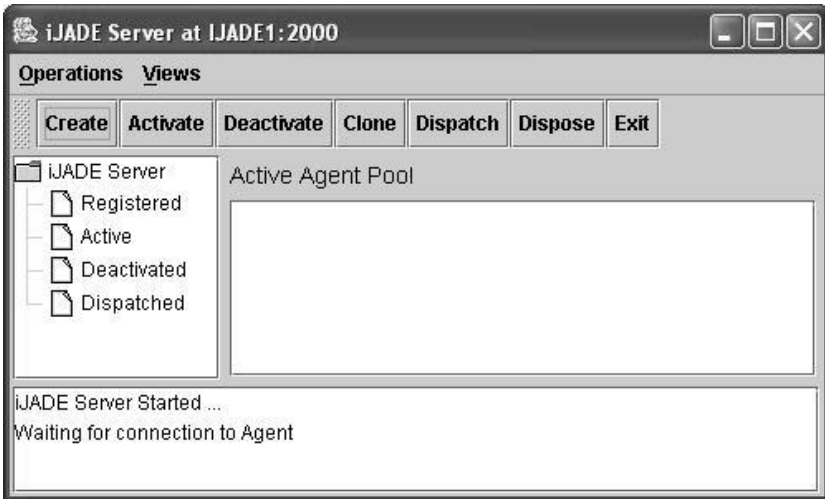 iJADE Server at IJADE1:2000
Operations Views
Create Activate Deactivate Clone Dispatch Dispose Exit
iJADE Server
Registered
Active
Deactivated
Dispatched
Active Agent Pool
iJADE Server Started ...
Waiting for connection to Agent